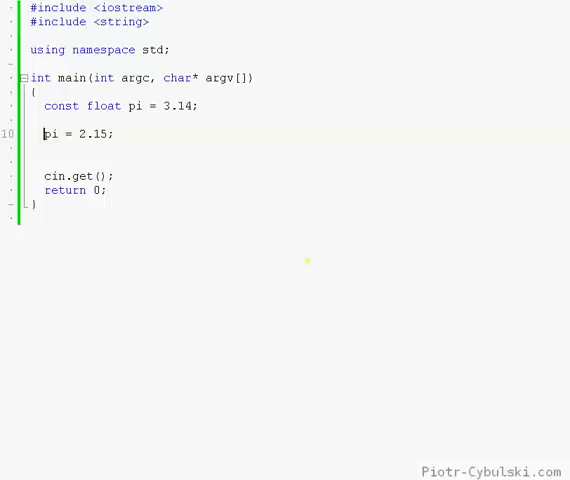 #include <iostream>
#include <string>
using namespace std;
int main(int argc, char* argv[])
{
const float pi = 3.14;
10 pi = 2.15;
cin.get();
return 0;
}
Piotr-Cybulski.com